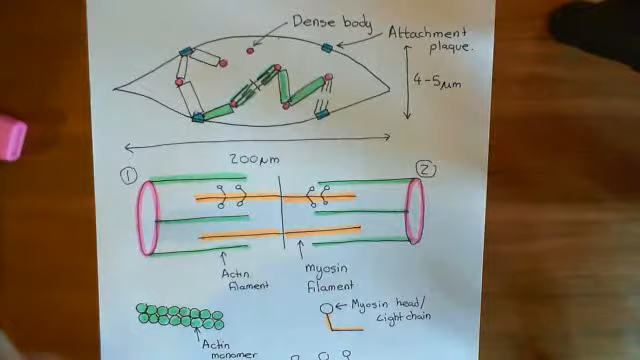 Dense body
Attachment
plaque.
4-5μm
200μm
1
2
Actin
filament
Myosin
filament
Myosin head/
Light chain
Actin
monomer